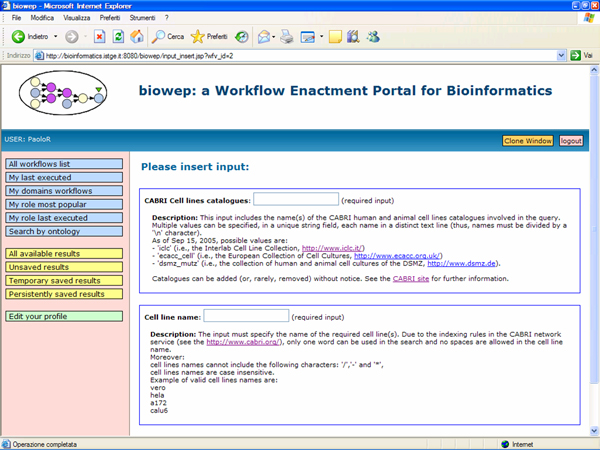 biowep - Microsoft Internet Explorer
File Modifica Visualizza Preferiti Strumenti ?
Indietro Cerca Preferiti
Indirizzo http://bioinformatics.istge.it:8080/biowep/input_insert.jsp?wfv_id=2 Vai
biowep: a Workflow Enactment Portal for Bioinformatics
USER: PaoloR Clone Window logout
All workflows list
My last executed
My domains workflows
My role most popular
My role last executed
Search by ontology
All available results
Unsaved results
Temporary saved results
Persistently saved results
Edit your profile
Please insert input:
CABRI Cell lines catalogues: (required input)
Description: This input includes the name(s) of the CABRI human and animal cell lines catalogues involved in the query.
Multiple values can be specified, in a unique string field, each name in a distinct text line (thus, names must be divided by a
'\n' character).
As of Sep 15, 2005, possible values are:
- 'iclc' (i.e., the Interlab Cell Line Collection, http://www.iclc.it/)
- 'ecacc_cell' (i.e., the European Collection of Cell Cultures, http://www.ecacc.org.uk/)
- 'dsmz_mutz' (i.e., the collection of human and animal cell cultures of the DSMZ, http://www.dsmz.de).
Catalogues can be added (or, rarely, removed) without notice. See the CABRI site for further information.
Cell line name: (required input)
Description: The input must specify the name of the required cell line(s). Due to the indexing rules in the CABRI network
service (see the http://www.cabri.org/), only one word can be used in the search and no spaces are allowed in the cell line
name.
Moreover:
cell lines names cannot include the following characters: '/','-' and '*',
cell lines names are case insensitive.
Example of valid cell lines names are:
vero
hela
a172
calu6
Operazione completata Internet